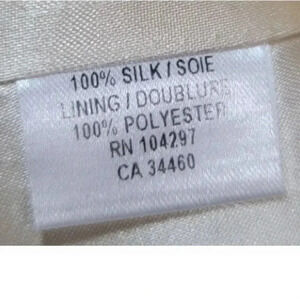 100% SILK / SOIE
LINING / DOUBLURE
100% POLYESTER
RN 104297
CA 34460